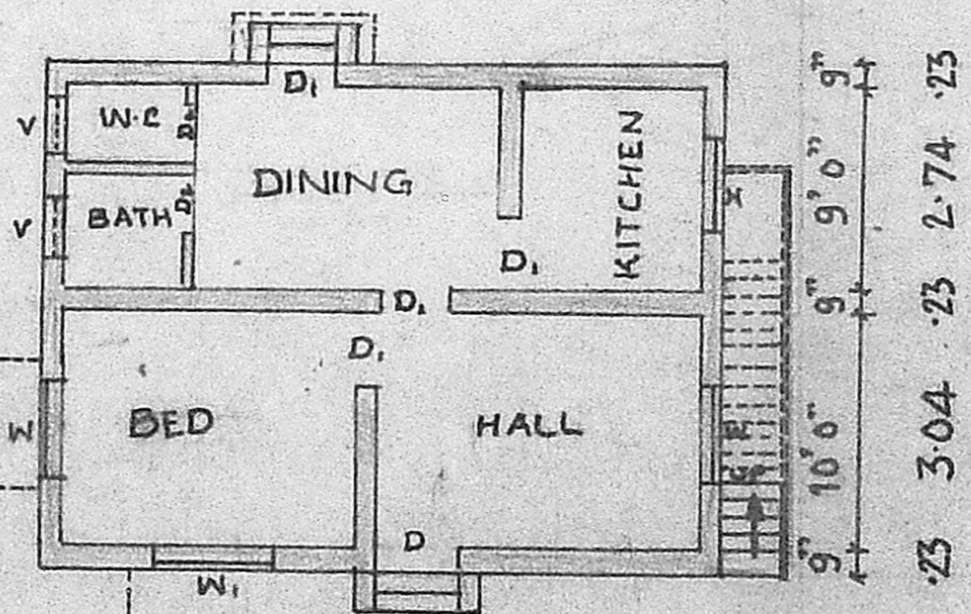 D₁
W.C
D₂
V
DINING
KITCHEN
BATH
D₂
V
D₁
D₁
D₁
BED
HALL
W
D
W₁
9" 9'0" 9" 10'0" 9"
.23 2.74 .23 3.04 .23